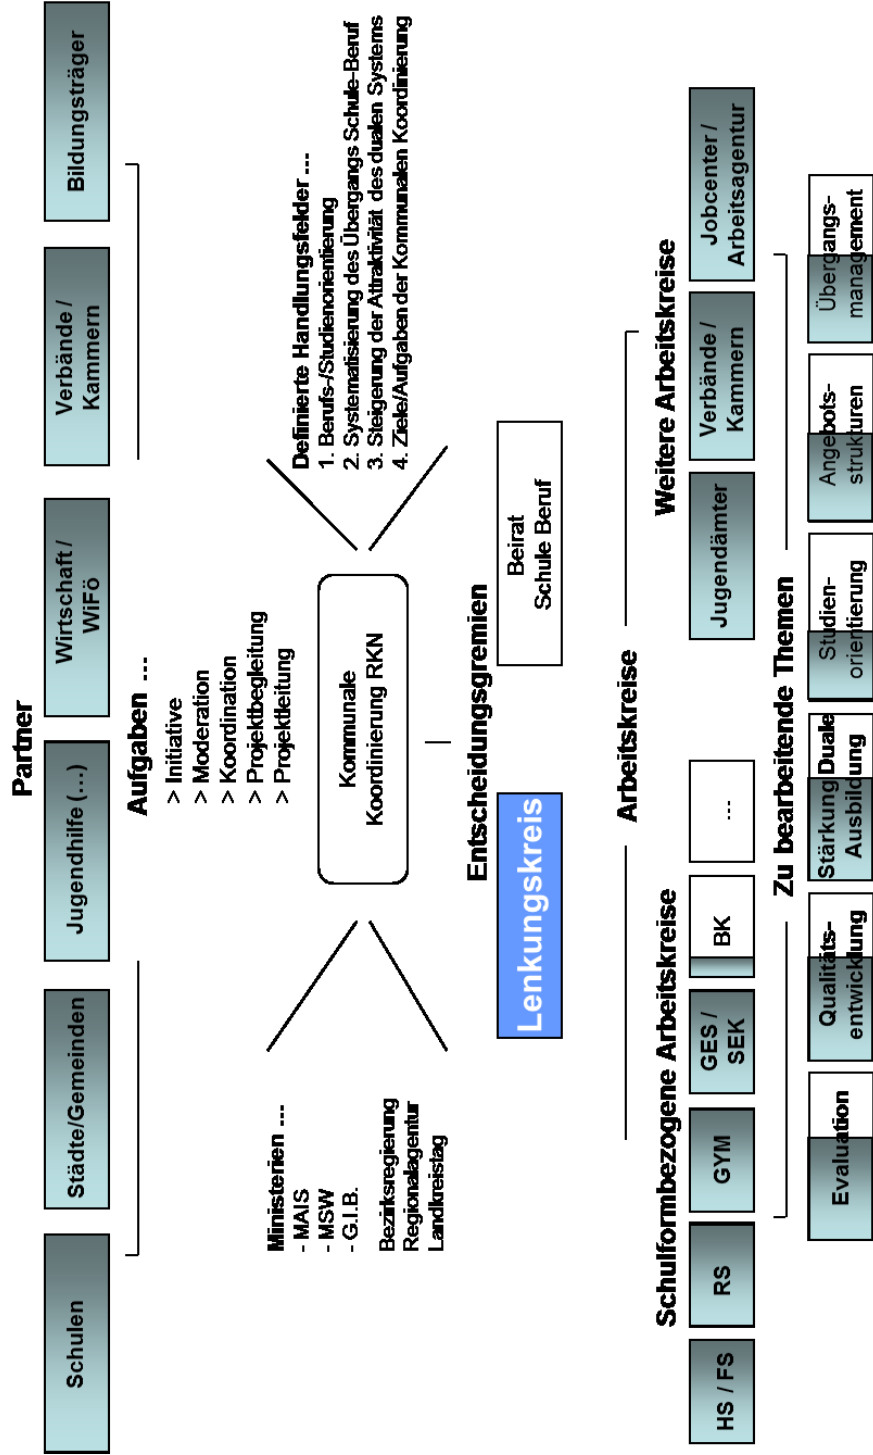 Partner
Schulen
Städte/Gemeinden
Jugendhilfe (...)
Wirtschaft /
WiFö
Verbände /
Kammern
Bildungsträger
Aufgaben ...
> Initiative
> Moderation
> Koordination
> Projektbegleitung
> Projektleitung
Ministerien ...
- MAIS
- MSW
- G.I.B.
Bezirksregierung
Regionalagentur
Landkreistag
Kommunale
Koordinierung RKN
Definierte Handlungsfelder ...
1. Berufs-/Studienorientierung
2. Systematisierung des Übergangs Schule-Beruf
3. Steigerung der Attraktivität des dualen Systems
4. Ziele/Aufgaben der Kommunalen Koordinierung
Entscheidungsgremien
Lenkungskreis
Beirat
Schule Beruf
Arbeitskreise
Schulformbezogene Arbeitskreise
HS / FS
RS
GYM
GES /
SEK
BK
...
Weitere Arbeitskreise
Jugendämter
Verbände /
Kammern
Jobcenter /
Arbeitsagentur
Zu bearbeitende Themen
Evaluation
Qualitäts-
entwicklung
Stärkung Duale
Ausbildung
Studien-
orientierung
Angebots-
strukturen
Übergangs-
management